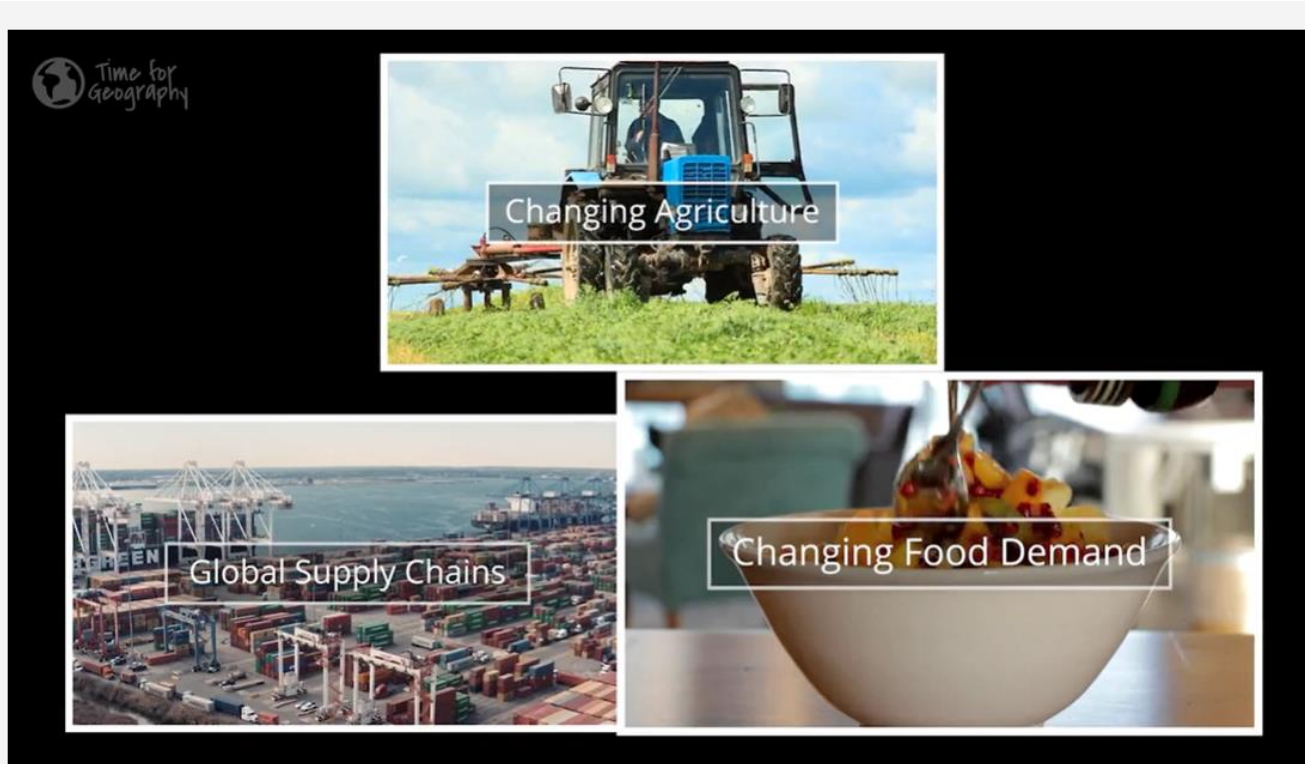 Time for
Geography
Changing Agriculture
Global Supply Chains
Changing Food Demand